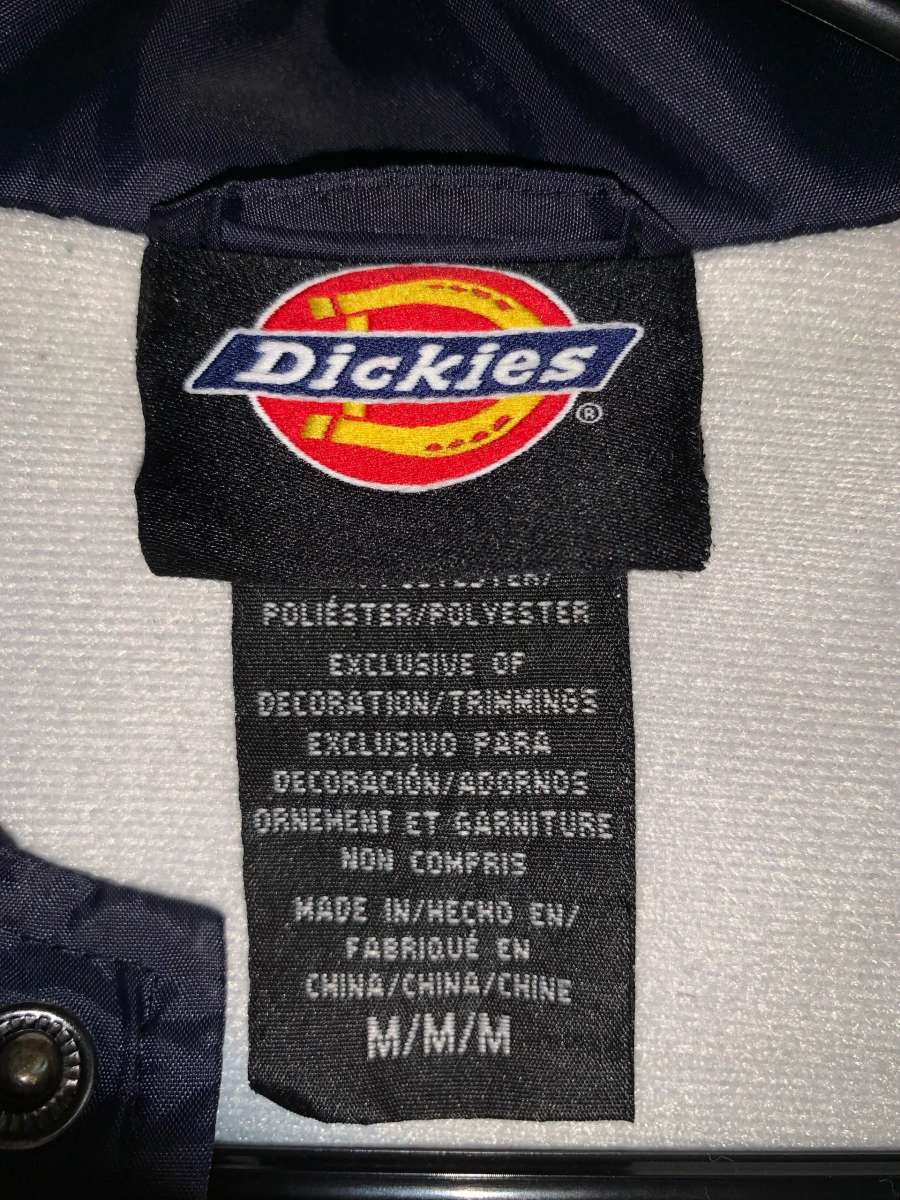 Dickies
®
POLYESTER/
POLIÉSTER/POLYESTER
EXCLUSIVE OF
DECORATION/TRIMMINGS
EXCLUSIVO PARA
DECORACIÓN/ADORNOS
ORNEMENT ET GARNITURE
NON COMPRIS
MADE IN/HECHO EN/
FABRIQUÉ EN
CHINA/CHINA/CHINE
M/M/M